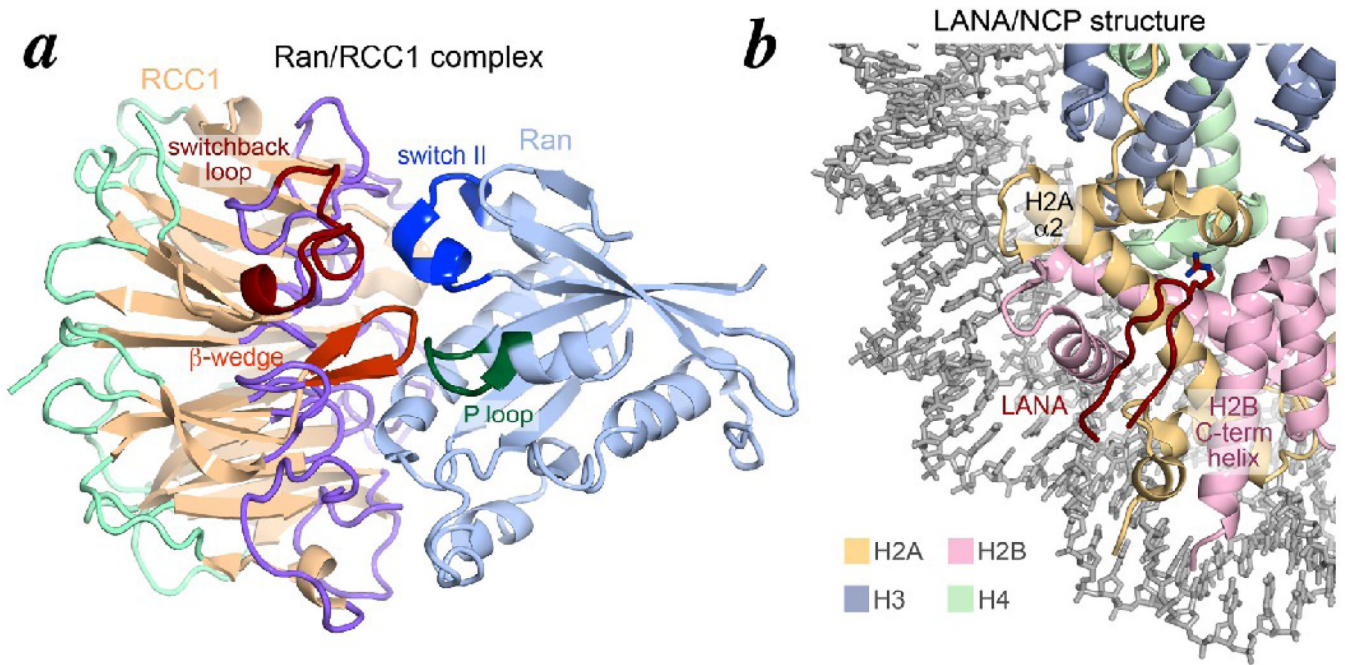 a
Ran/RCC1 complex
RCC1
switchback
loop
switch II
Ran
β-wedge
P loop
b
LANA/NCP structure
H2A
α2
LANA
H2B
C-term
helix
H2A
H2B
H3
H4